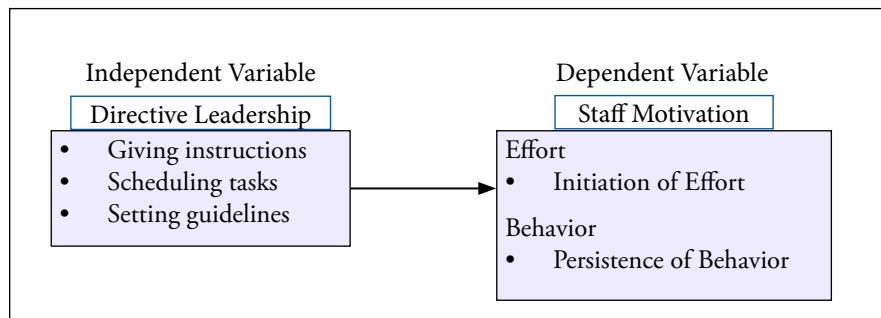 Independent Variable
Directive Leadership
• Giving instructions
• Scheduling tasks
• Setting guidelines
Dependent Variable
Staff Motivation
Effort
• Initiation of Effort
Behavior
• Persistence of Behavior